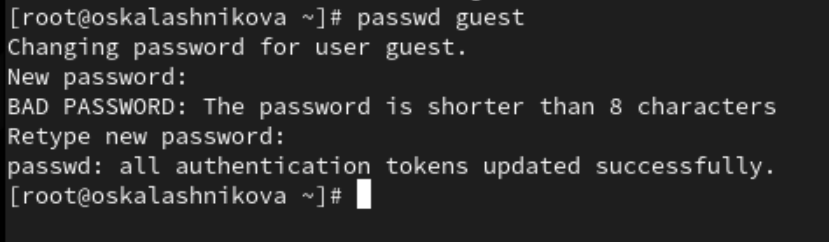 [root@oskalashnikova ~]# passwd guest
Changing password for user guest.
New password:
BAD PASSWORD: The password is shorter than 8 characters
Retype new password:
passwd: all authentication tokens updated successfully.
[root@oskalashnikova ~]#